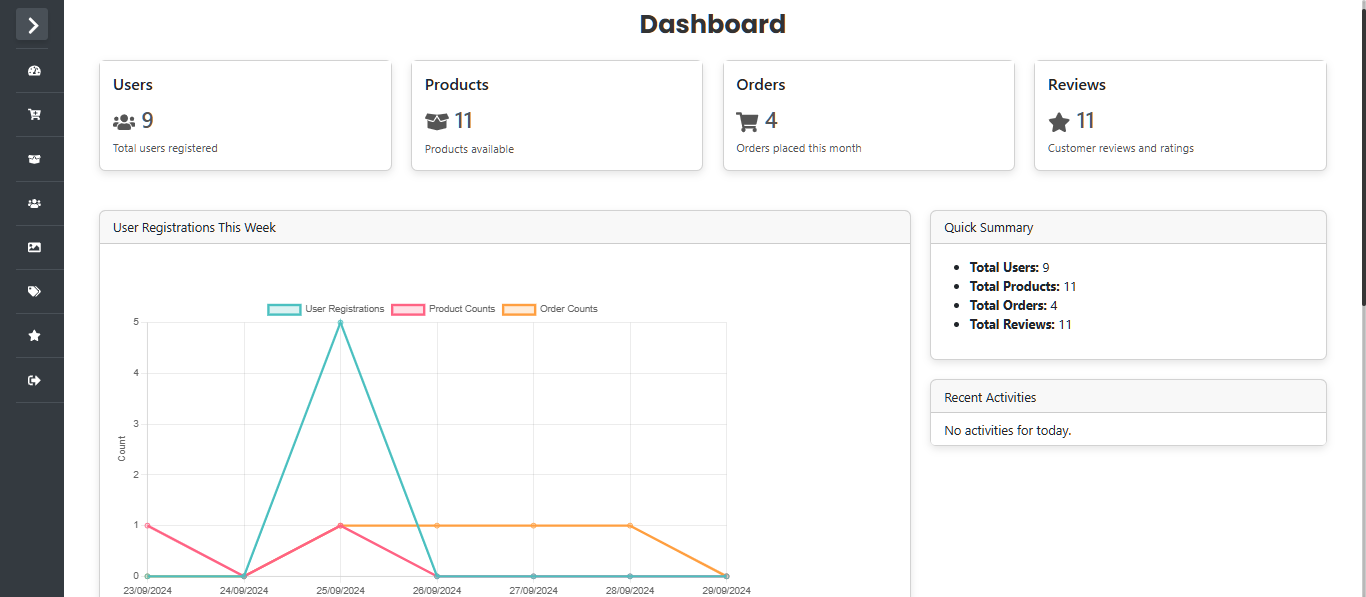 Dashboard
Users
9
Total users registered
Products
11
Products available
Orders
4
Orders placed this month
Reviews
11
Customer reviews and ratings
User Registrations This Week
User Registrations Product Counts Order Counts
5
4
3
2
1
0
Count
23/09/2024 24/09/2024 25/09/2024 26/09/2024 27/09/2024 28/09/2024 29/09/2024
Quick Summary
Total Users: 9
Total Products: 11
Total Orders: 4
Total Reviews: 11
Recent Activities
No activities for today.